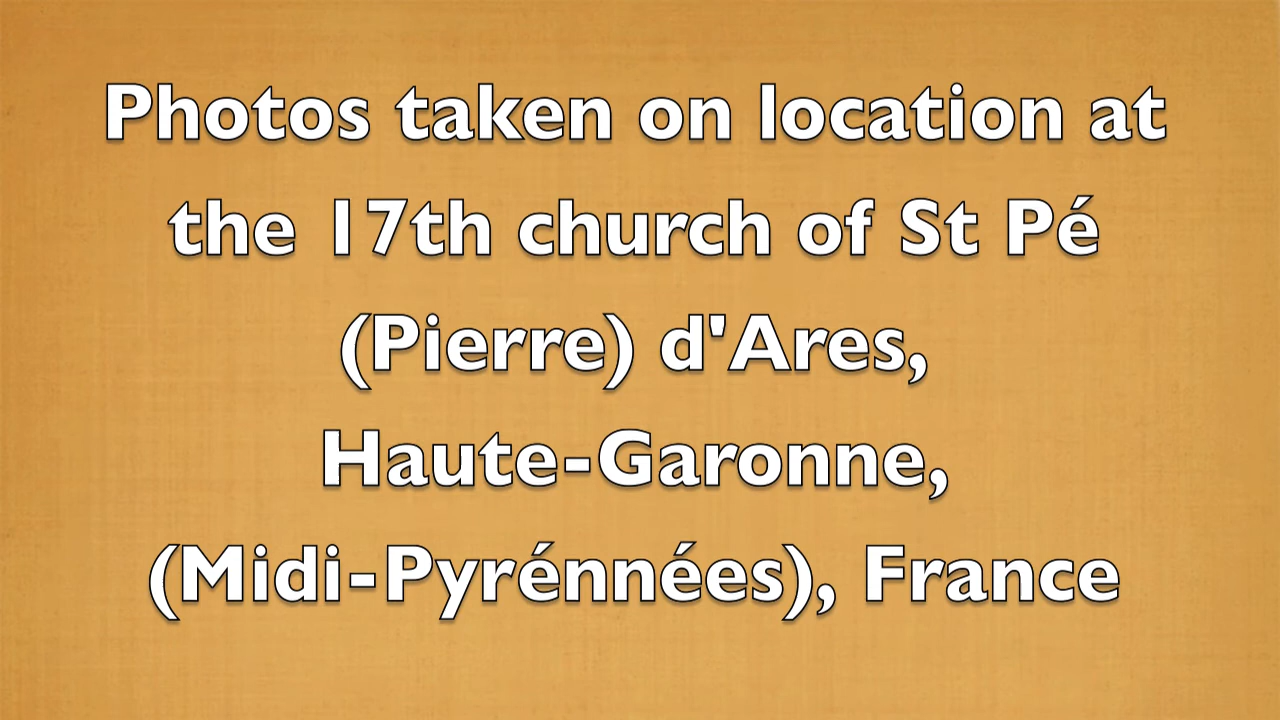 Photos taken on location at
the 17th church of St Pé
(Pierre) d'Ares,
Haute-Garonne,
(Midi-Pyrénnées), France